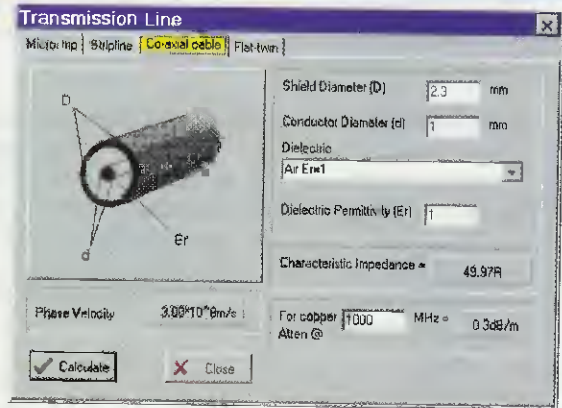 Transmission Line
Microstrip Stripline Co-axial cable Flat-twin
D
d
Er
Shield Diameter (D) 2.3 mm
Conductor Diameter (d) 1 mm
Dielectric
Air Er=1
Dielectric Permittivity (Er) 1
Characteristic Impedance = 49.97R
Phase Velocity 3.00*10^8m/s
For copper 1000 MHz = 0.3dB/m
Atten @
Calculate
Close